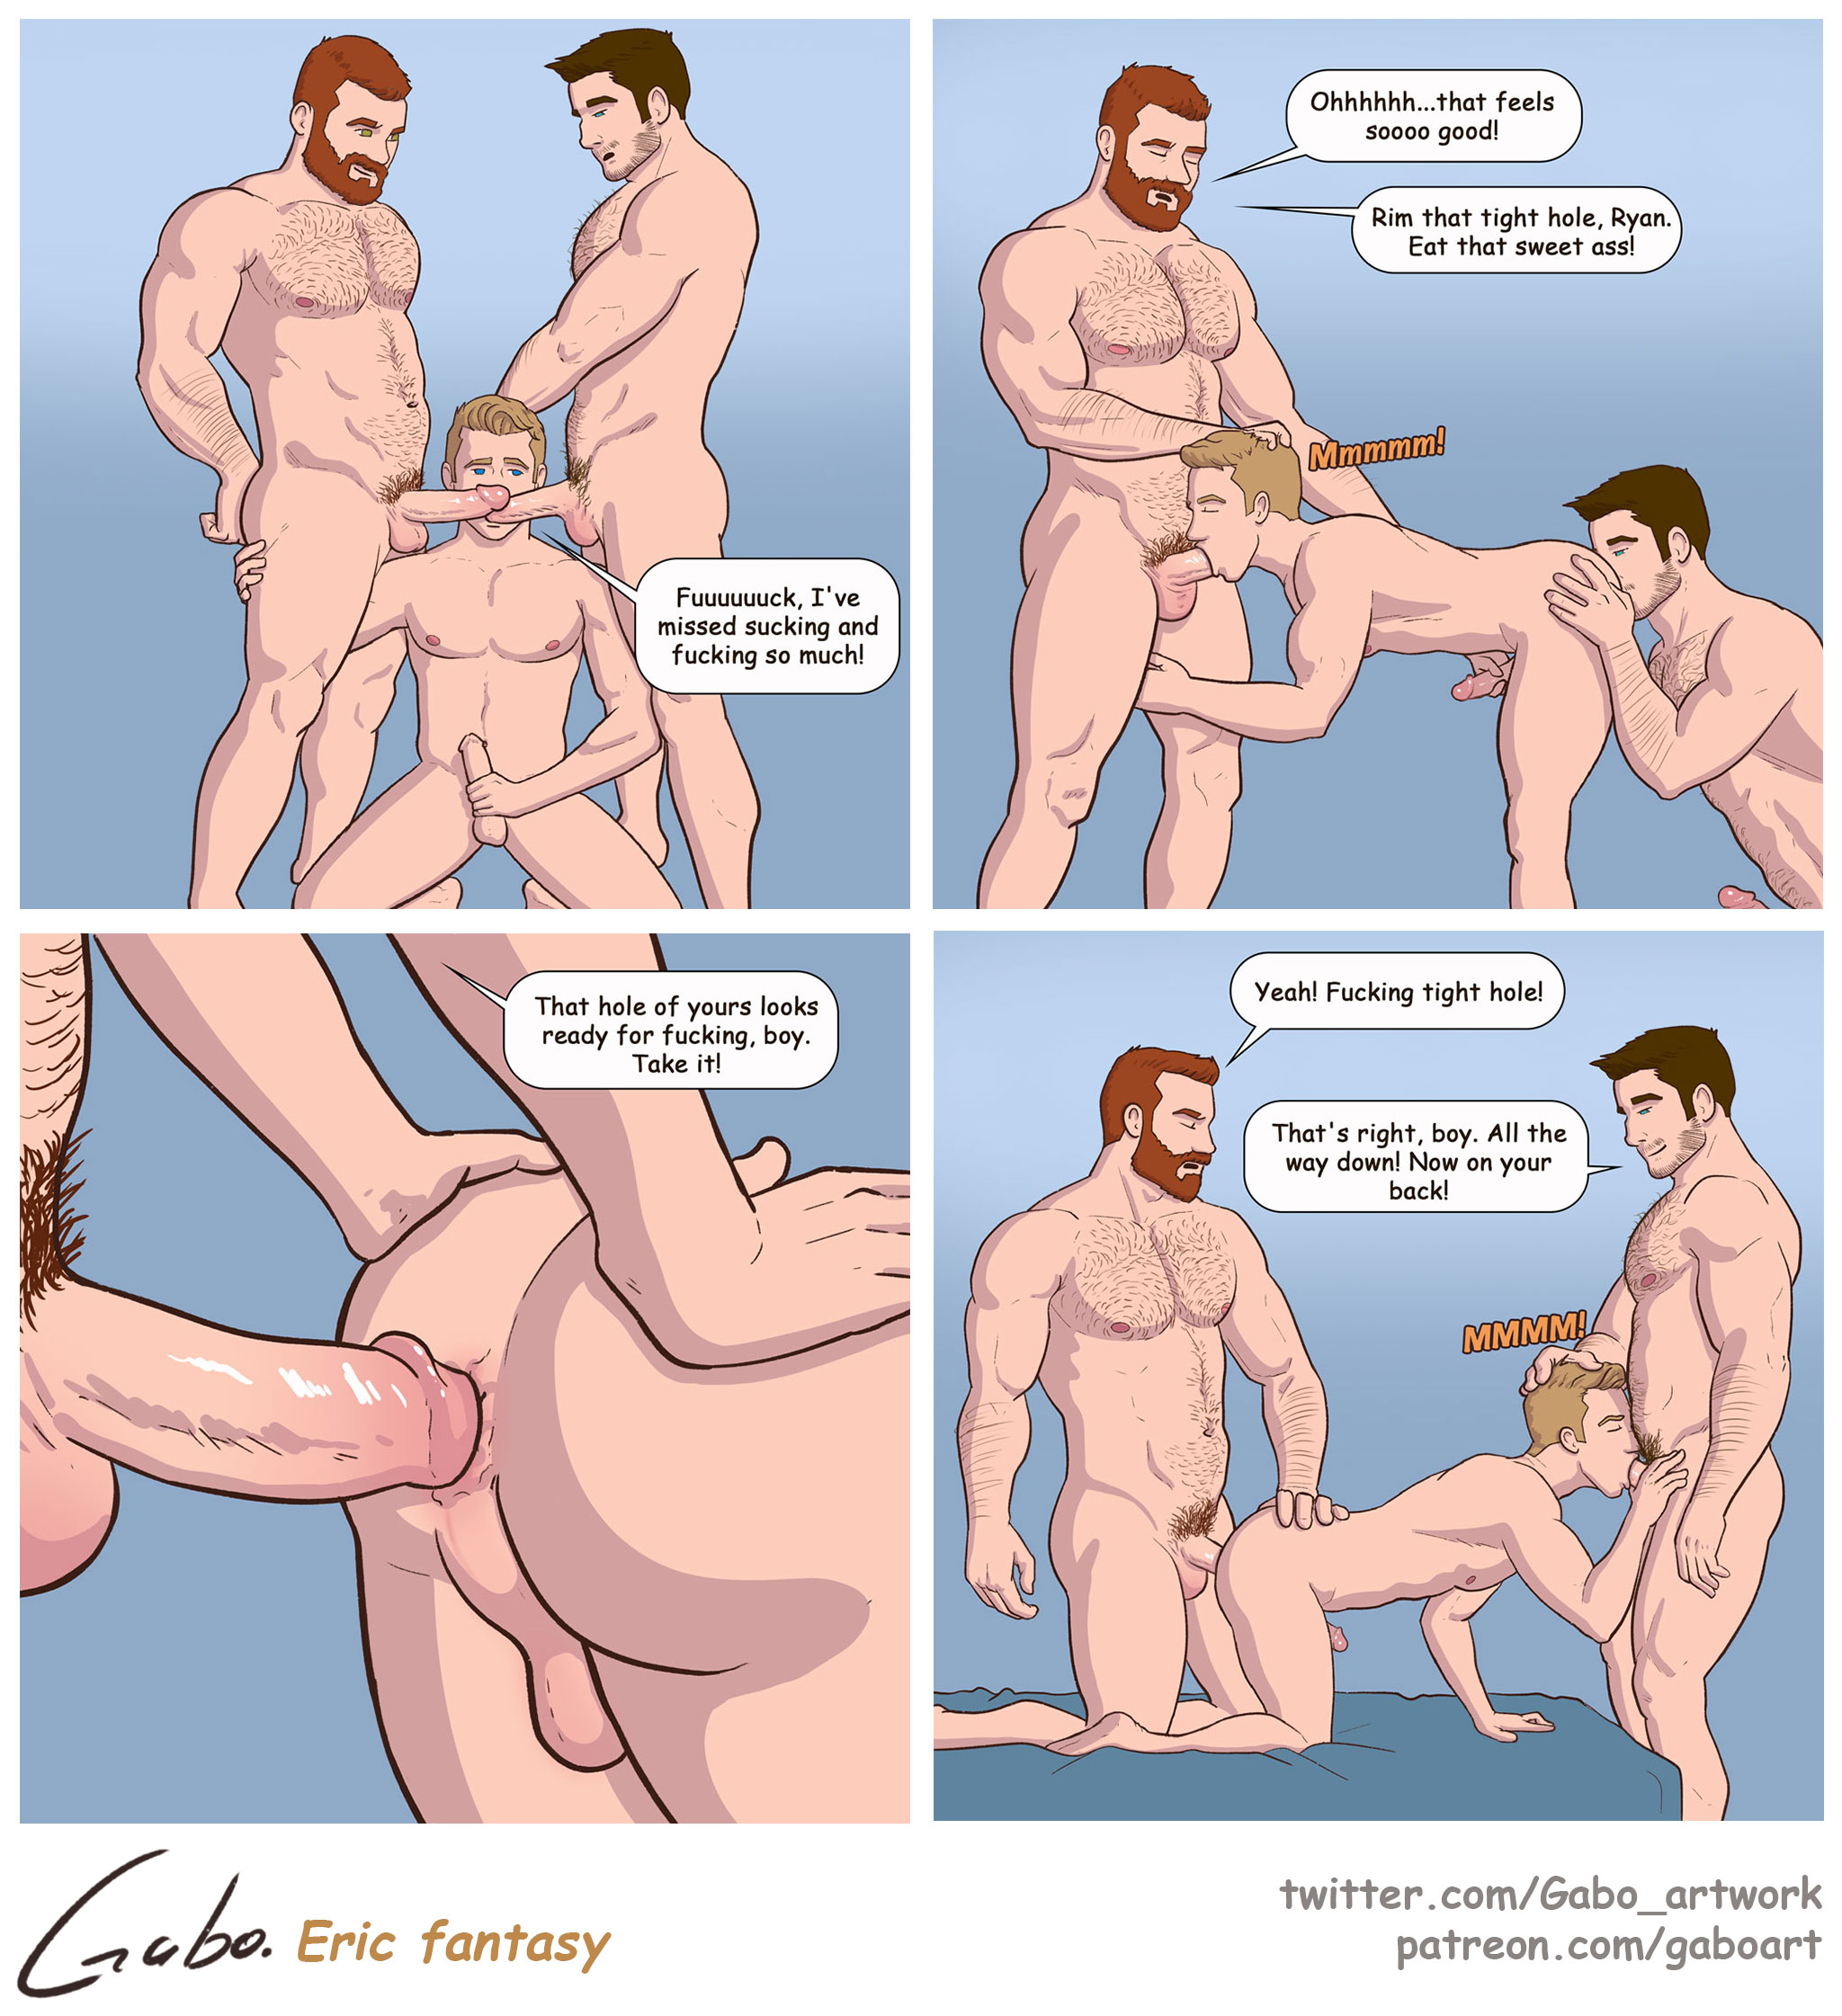 Fuuuuuuck, I've
missed sucking and
fucking so much!
Ohhhhhh...that feels
soooo good!
Rim that tight hole, Ryan.
Eat that sweet ass!
Mmmmm!
That hole of yours looks
ready for fucking, boy.
Take it!
Yeah! Fucking tight hole!
That's right, boy. All the
way down! Now on your
back!
MMMM!
Gabo. Eric fantasy
twitter.com/Gabo_artwork
patreon.com/gaboart